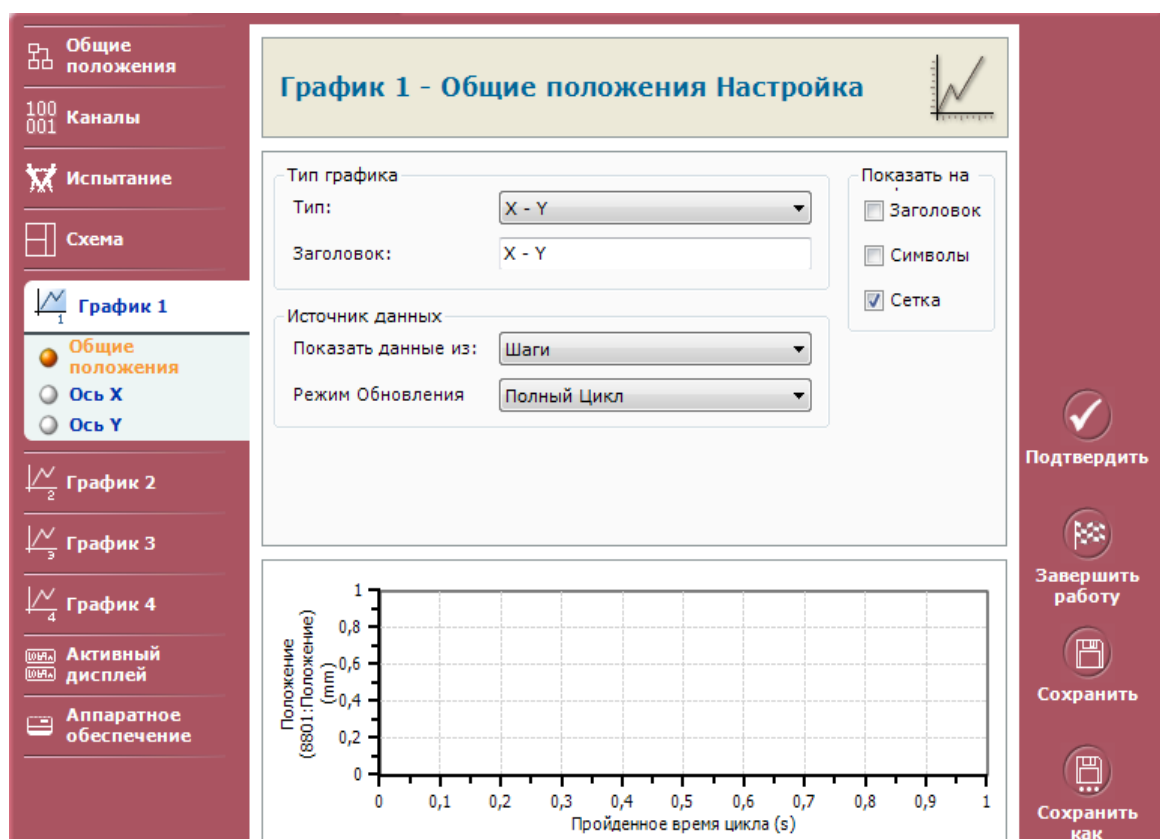 Общие
положения
100
001
Каналы
Испытание
Схема
1
График 1
Общие
положения
Ось X
Ось Y
2
График 2
3
График 3
4
График 4
Активный
дисплей
Аппаратное
обеспечение
График 1 - Общие положения Настройка
Тип графика
Тип:
X - Y
Заголовок:
X - Y
Источник данных
Показать данные из:
Шаги
Режим Обновления
Полный Цикл
Показать на
Заголовок
Символы
Сетка
Положение
(8801:Положение)
(mm)
1
0,8
0,6
0,4
0,2
0
0 0,1 0,2 0,3 0,4 0,5 0,6 0,7 0,8 0,9 1
Пройденное время цикла (s)
Подтвердить
Завершить
работу
Сохранить
Сохранить
как